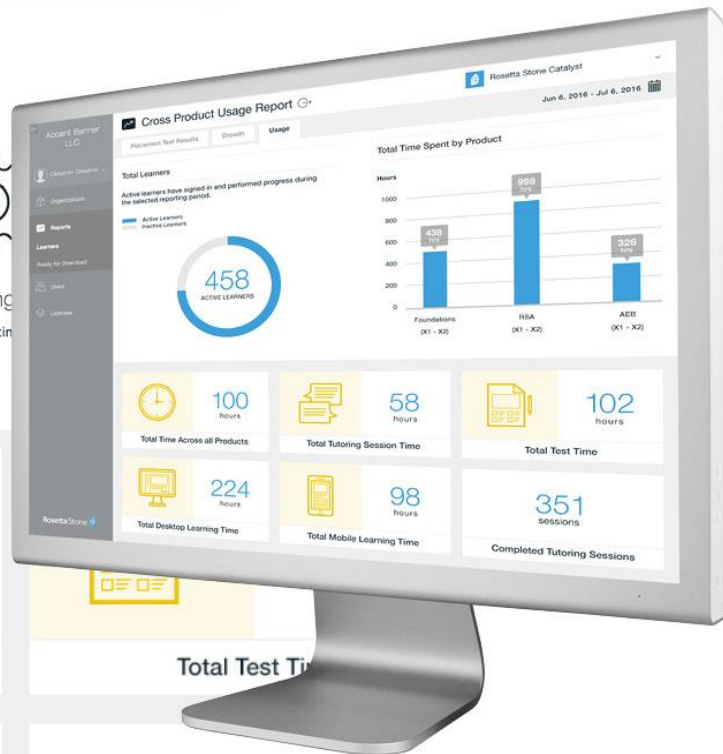 Accent Banner
LLC
Organizations
Reports
Learners
Ready for Download
Users
Licenses
RosettaStone
Cross Product Usage Report
Rosetta Stone Catalyst
Jun 6, 2016 - Jul 6, 2016
Placement Test Results
Growth
Usage
Total Learners
Active learners have signed in and performed progress during
the selected reporting period.
Active Learners
Inactive Learners
458
ACTIVE LEARNERS
Total Time Spent by Product
Hours
1000
800
600
400
200
0
438
hrs
998
hrs
326
hrs
Foundations
(X1 - X2)
RSA
(X1 - X2)
AEB
(X1 - X2)
100
hours
Total Time Across all Products
58
hours
Total Tutoring Session Time
102
hours
Total Test Time
224
hours
Total Desktop Learning Time
98
hours
Total Mobile Learning Time
351
sessions
Completed Tutoring Sessions
Total Test Ti